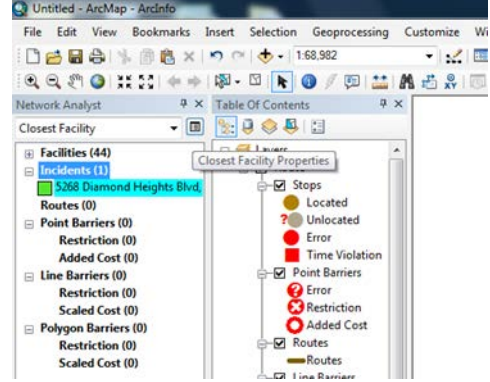 Untitled - ArcMap - ArcInfo
File Edit View Bookmarks Insert Selection Geoprocessing Customize Wi
1:68,982
Network Analyst
Closest Facility
Facilities (44)
Incidents (1)
5268 Diamond Heights Blvd,
Routes (0)
Point Barriers (0)
Restriction (0)
Added Cost (0)
Line Barriers (0)
Restriction (0)
Scaled Cost (0)
Polygon Barriers (0)
Restriction (0)
Scaled Cost (0)
Table Of Contents
Layers
Closest Facility Properties
Stops
Located
? Unlocated
Error
Time Violation
Point Barriers
Error
Restriction
Added Cost
Routes
Routes
Line Barriers